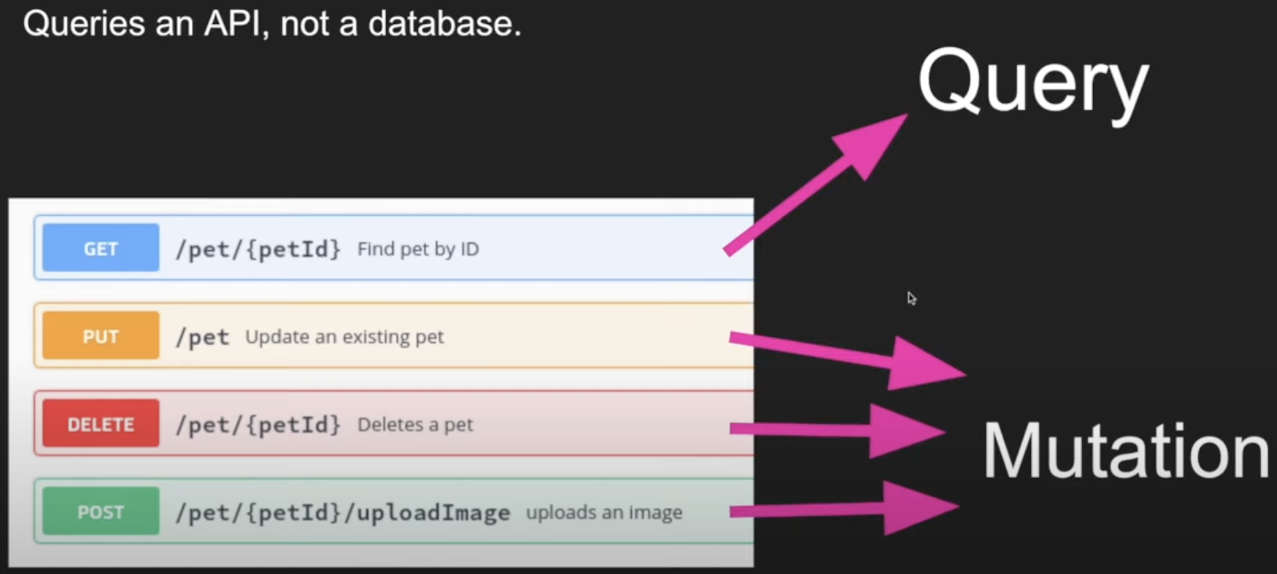 Queries an API, not a database.
Query
GET /pet/{petId} Find pet by ID
PUT /pet Update an existing pet
DELETE /pet/{petId} Deletes a pet
Mutation
POST /pet/{petId}/uploadImage uploads an image